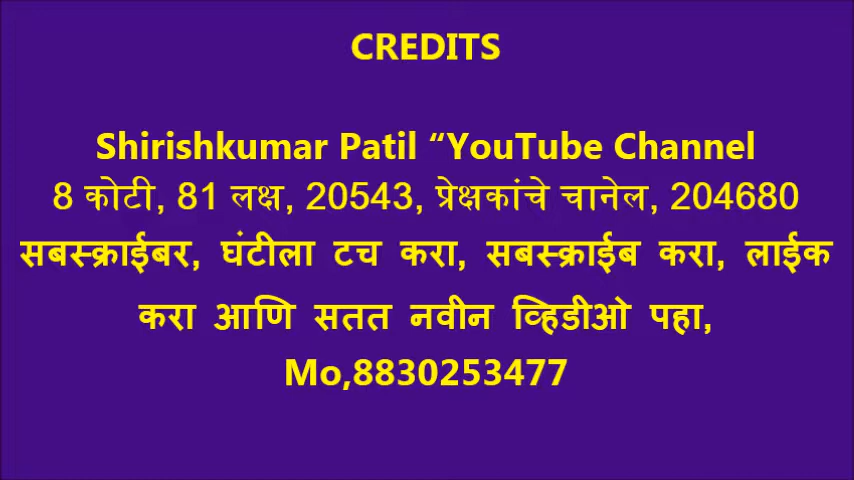 CREDITS
Shirishkumar Patil “YouTube Channel
8 कोटी, 81 लक्ष, 20543, प्रेक्षकांचे चानेल, 204680
सबस्क्राईबर, घंटीला टच करा, सबस्क्राईब करा, लाईक
करा आणि सतत नवीन व्हिडीओ पहा,
Mo,8830253477